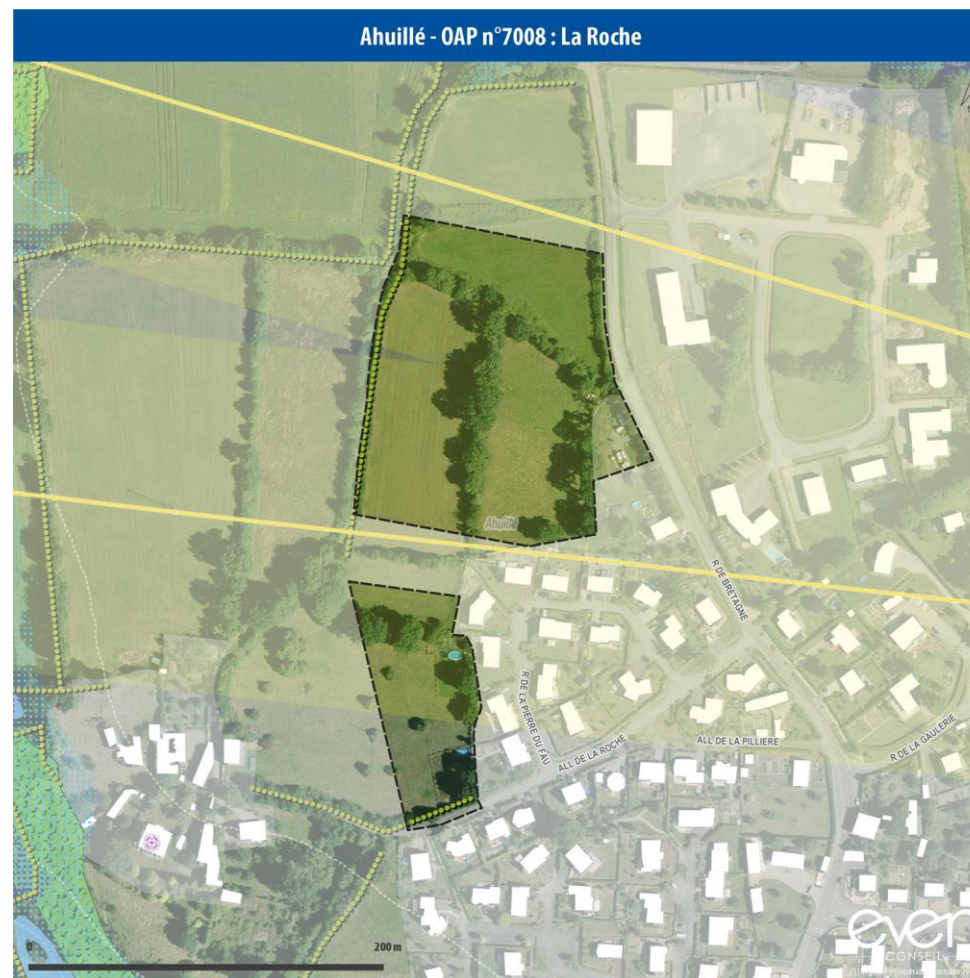 Ahuillé - OAP n°7008 : La Roche
Ahuillé
R DE BRETAGNE
R DE LA PIERRE DU FAU
ALL DE LA ROCHE
ALL DE LA PILLIERE
R DE LA GAULERIE
0 200 m
even
CONSEIL